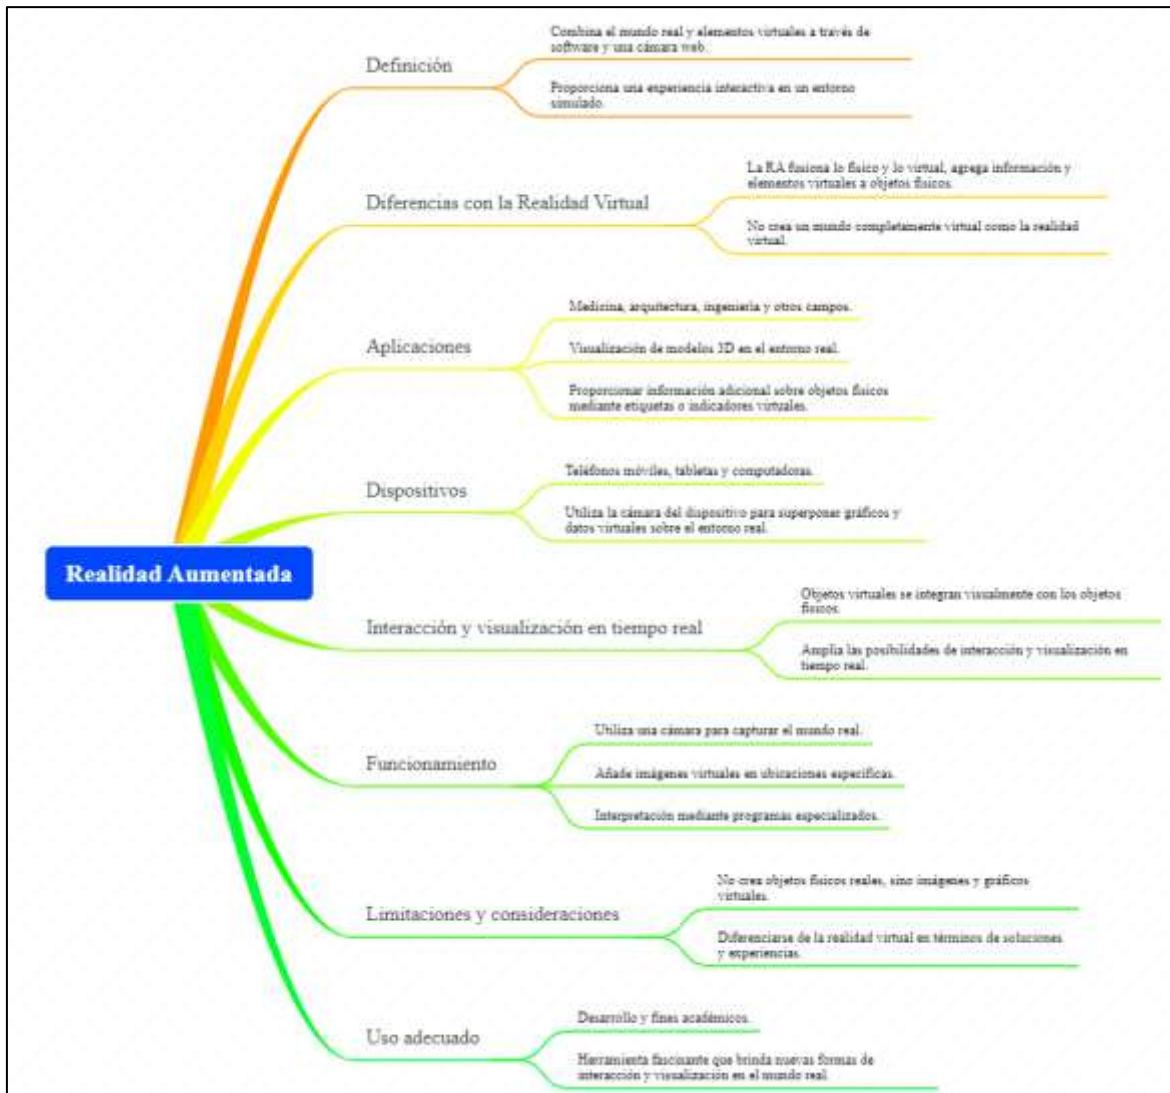 Realidad Aumentada
Definición
Combina el mundo real y elementos virtuales a través de
software y una cámara web.
Proporciona una experiencia interactiva en un entorno
simulado.
Diferencias con la Realidad Virtual
La RA fusiona lo físico y lo virtual, agrega información y
elementos virtuales a objetos físicos.
No crea un mundo completamente virtual como la realidad
virtual.
Aplicaciones
Medicina, arquitectura, ingeniería y otros campos.
Visualización de modelos 3D en el entorno real.
Proporcionar información adicional sobre objetos físicos
mediante etiquetas o indicadores virtuales.
Dispositivos
Teléfonos móviles, tabletas y computadoras.
Utiliza la cámara del dispositivo para superponer gráficos y
datos virtuales sobre el entorno real.
Interacción y visualización en tiempo real
Objetos virtuales se integran visualmente con los objetos
físicos.
Amplia las posibilidades de interacción y visualización en
tiempo real.
Funcionamiento
Utiliza una cámara para capturar el mundo real.
Añade imágenes virtuales en ubicaciones específicas.
Interpretación mediante programas especializados.
Limitaciones y consideraciones
No crea objetos físicos reales, sino imágenes y gráficos
virtuales.
Diferenciarse de la realidad virtual en términos de soluciones
y experiencias.
Uso adecuado
Desarrollo y fines académicos.
Herramienta fascinante que brinda nuevas formas de
interacción y visualización en el mundo real.